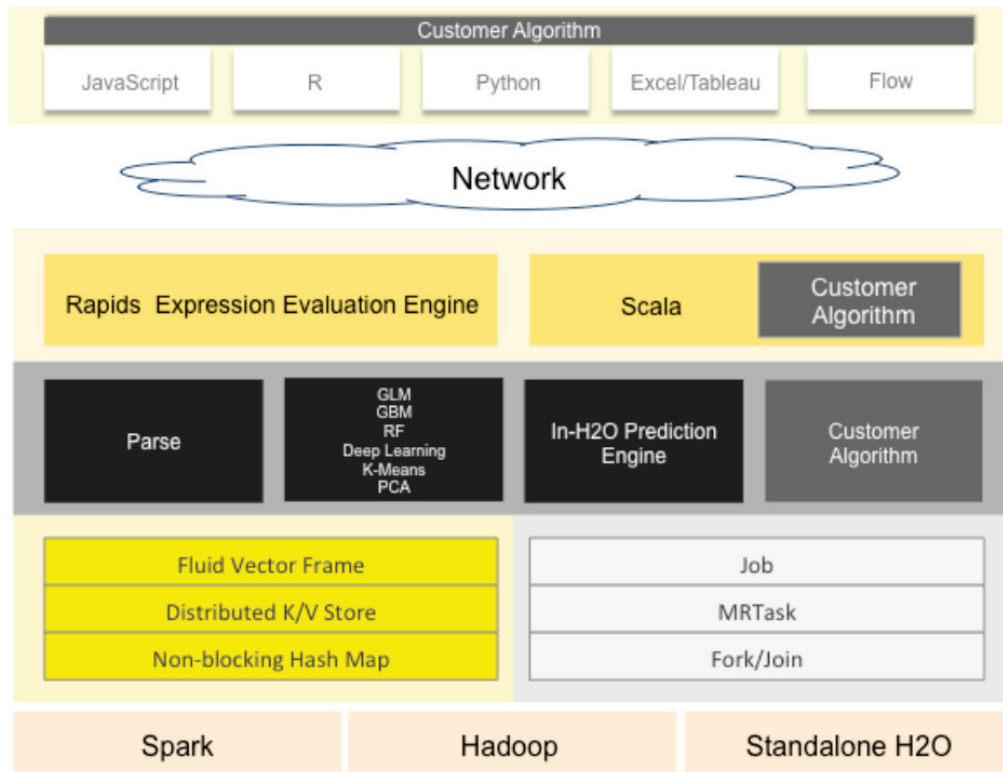 Customer Algorithm
JavaScript
R
Python
Excel/Tableau
Flow
Network
Rapids Expression Evaluation Engine
Scala
Customer
Algorithm
Parse
GLM
GBM
RF
Deep Learning
K-Means
PCA
In-H2O Prediction
Engine
Customer
Algorithm
Fluid Vector Frame
Distributed K/V Store
Non-blocking Hash Map
Job
MRTask
Fork/Join
Spark
Hadoop
Standalone H2O